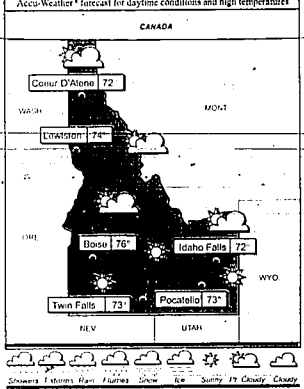 Accu-Weather® forecast for daytime conditions and high temperatures
CANADA
Coeur D'Alene 72
WASH
MONT.
Lewiston 74°
ORE
Boise 76°
Idaho Falls 72°
WYO.
Twin Falls 73°
Pocatello 73°
NEV
UTAH
Showers T-storms Rain Flurries Snow Ice Sunny Pt Cloudy Cloudy